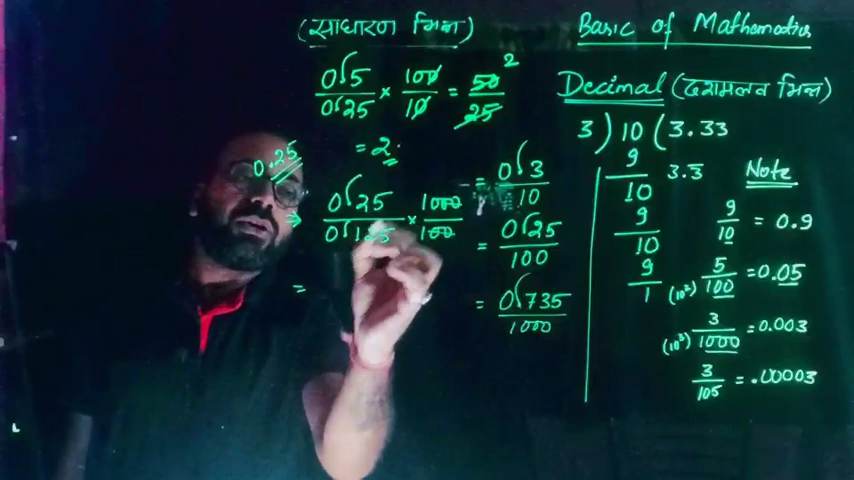 (साधारण भिन्न)
Basic of Mathematics
0.5/0.25 × 100/10 = 50/25 2
= 2
0.25
⇒ 0.25/0.125 × 1000/100
=
= 0.3/10
= 0.25/100
= 0.735/1000
Decimal (दशमलव भिन्न)
3 ) 10 ( 3.33
9
10
9
10
9
1
3.3̅
Note
9/10 = 0.9
(10²) 5/100 = 0.05
(10³) 3/1000 = 0.003
3/105 = .00003